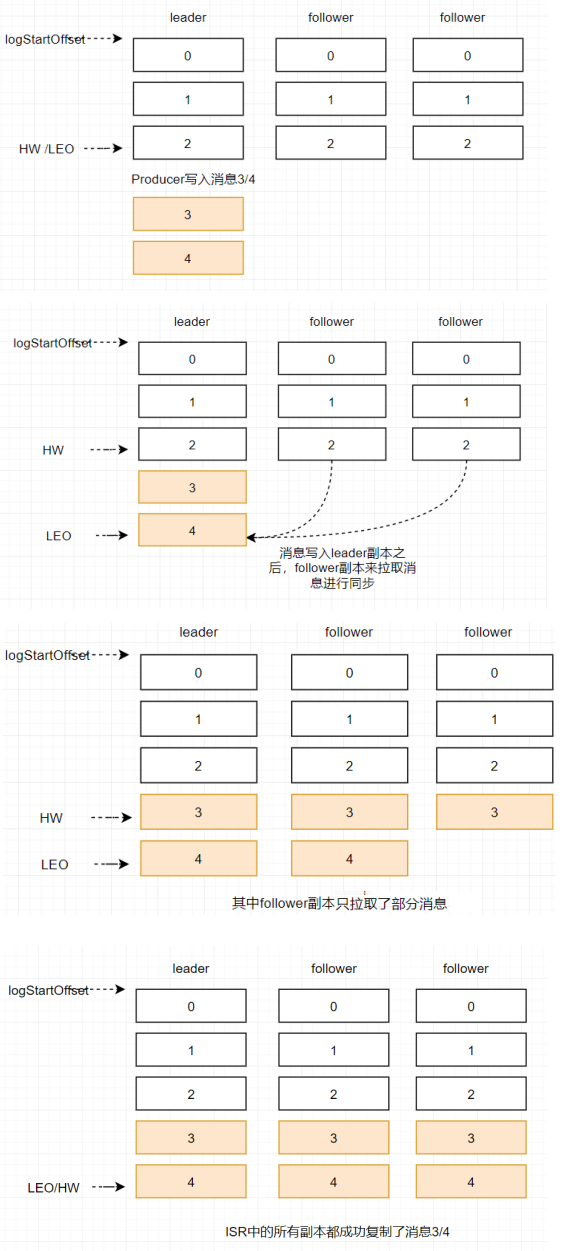 leader follower follower
logStartOffset
0 0 0
1 1 1
HW /LEO 2 2 2
Producer写入消息3/4
3
4
leader follower follower
logStartOffset
0 0 0
1 1 1
HW 2 2 2
3
LEO 4
消息写入leader副本之
后，follower副本来拉取消
息进行同步
leader follower follower
logStartOffset
0 0 0
1 1 1
2 2 2
HW 3 3 3
LEO 4 4
其中follower副本只拉取了部分消息
leader follower follower
logStartOffset
0 0 0
1 1 1
2 2 2
3 3 3
LEO/HW 4 4 4
ISR中的所有副本都成功复制了消息3/4